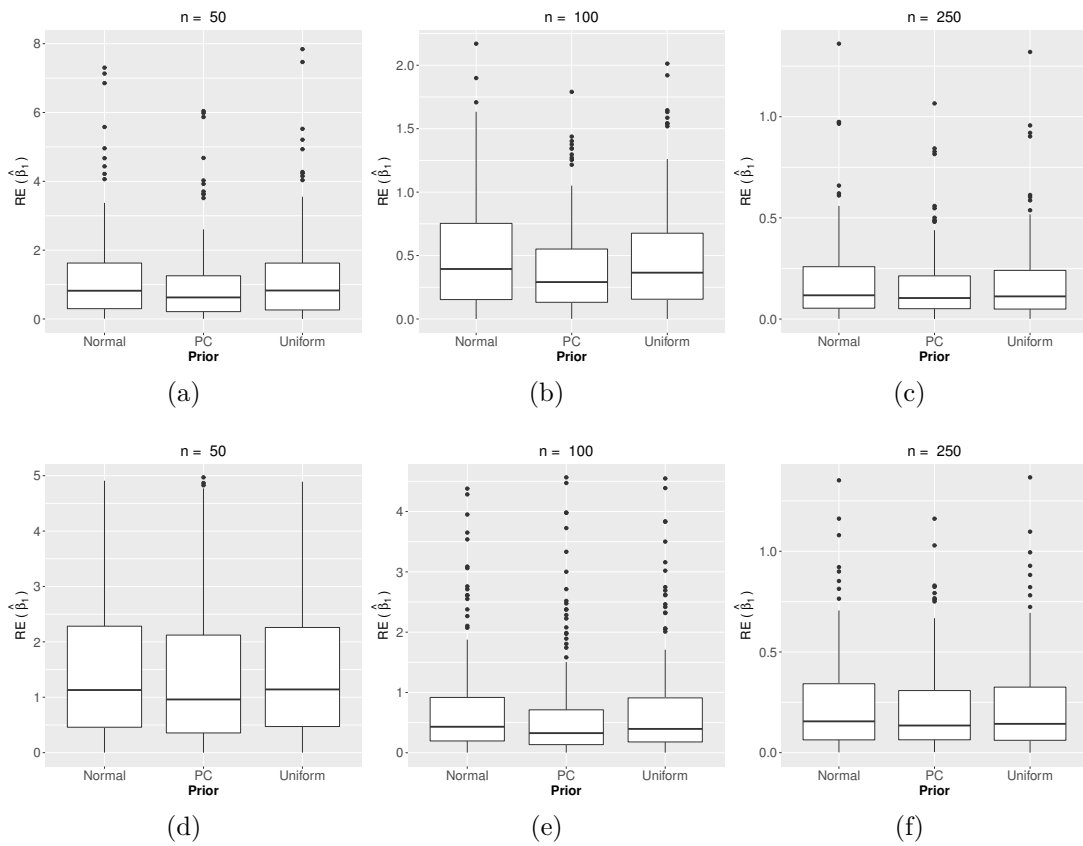 n = 50
RE ( β̂₁ )
8
6
4
2
0
Normal PC Uniform
Prior
(a)
n = 100
RE ( β̂₁ )
2.0
1.5
1.0
0.5
0.0
Normal PC Uniform
Prior
(b)
n = 250
RE ( β̂₁ )
1.0
0.5
0.0
Normal PC Uniform
Prior
(c)
n = 50
RE ( β̂₁ )
5
4
3
2
1
0
Normal PC Uniform
Prior
(d)
n = 100
RE ( β̂₁ )
4
3
2
1
0
Normal PC Uniform
Prior
(e)
n = 250
RE ( β̂₁ )
1.0
0.5
0.0
Normal PC Uniform
Prior
(f)